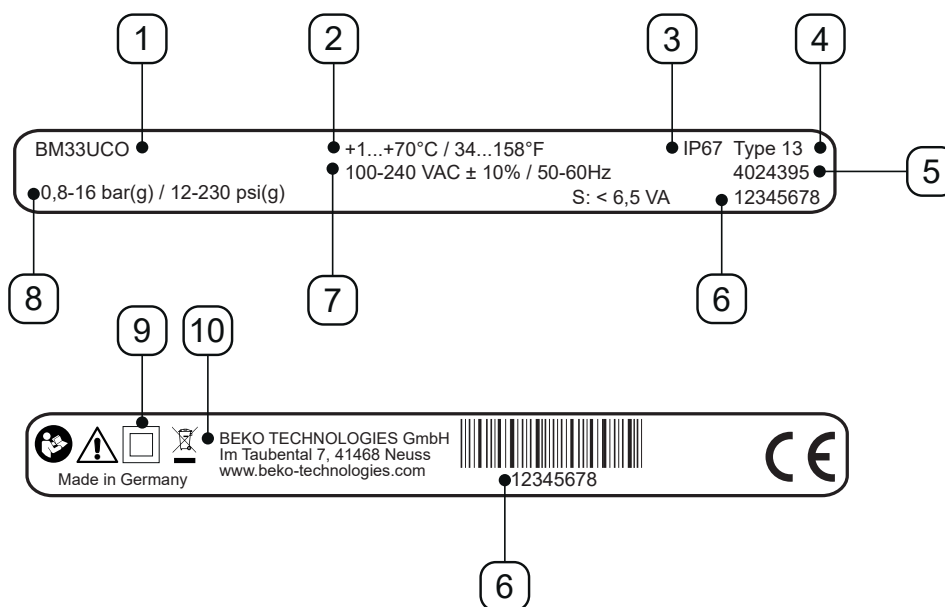 1 2 3 4
BM33UCO +1...+70°C / 34...158°F IP67 Type 13
100-240 VAC ± 10% / 50-60Hz 4024395 5
0,8-16 bar(g) / 12-230 psi(g) S: < 6,5 VA 12345678
8 7 6
9 10
BEKO TECHNOLOGIES GmbH
Im Taubental 7, 41468 Neuss
www.beko-technologies.com
Made in Germany
12345678
CE
6